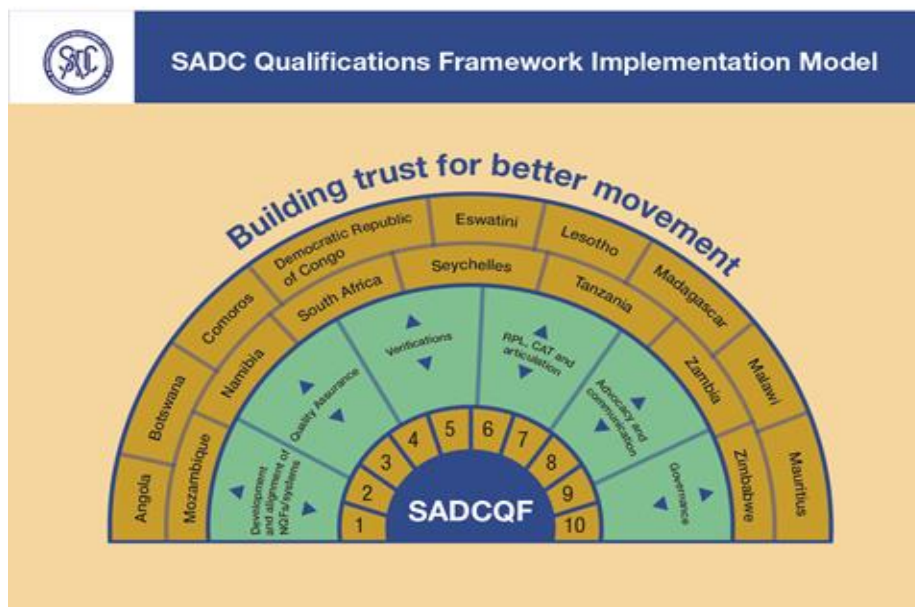 SADC
SADC Qualifications Framework Implementation Model
Building trust for better movement
Angola
Botswana
Comoros
Democratic Republic
of Congo
Eswatini
Lesotho
Madagascar
Malawi
Mauritius
Mozambique
Namibia
South Africa
Seychelles
Tanzania
Zambia
Zimbabwe
Development
and alignment of
NQFs/systems
Quality Assurance
Verifications
RPL, CAT and
articulation
Advocacy and
communication
Governance
1
2
3
4
5
6
7
8
9
10
SADCQF